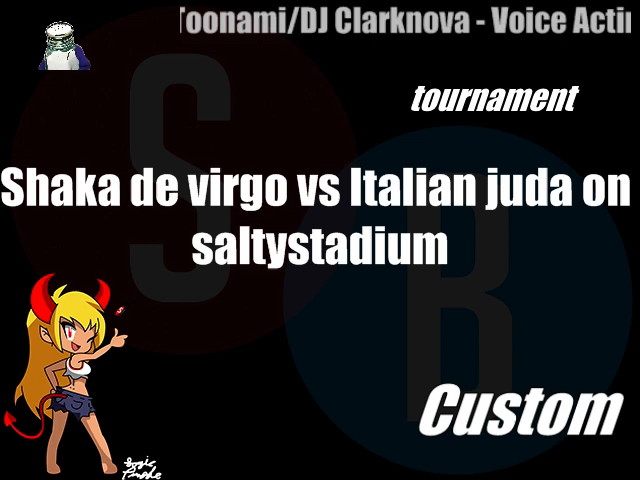 Toonami/DJ Clarknova - Voice Actin
tournament
Shaka de virgo vs Italian juda on
saltystadium
S
B
Custom